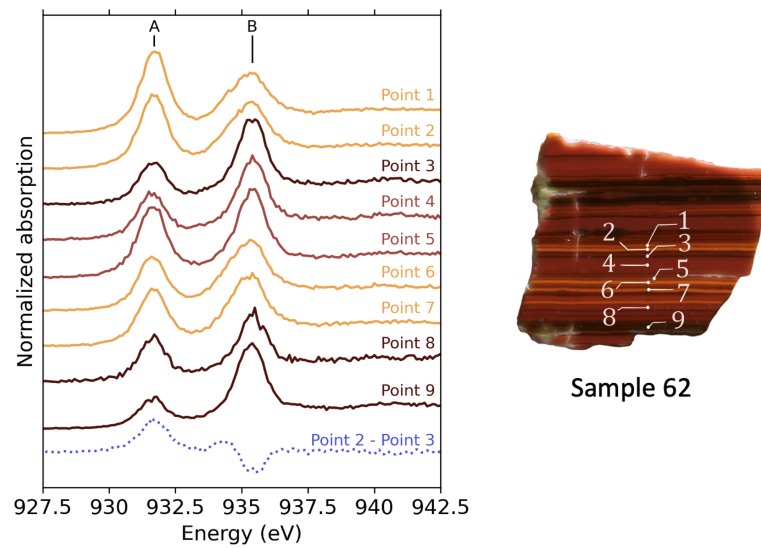 A
B
Point 1
Point 2
Point 3
Point 4
Point 5
Point 6
Point 7
Point 8
Point 9
Point 2 - Point 3
Normalized absorption
927.5 930 932.5 935 937.5 940 942.5
Energy (eV)
1
2
3
4
5
6
7
8
9
Sample 62